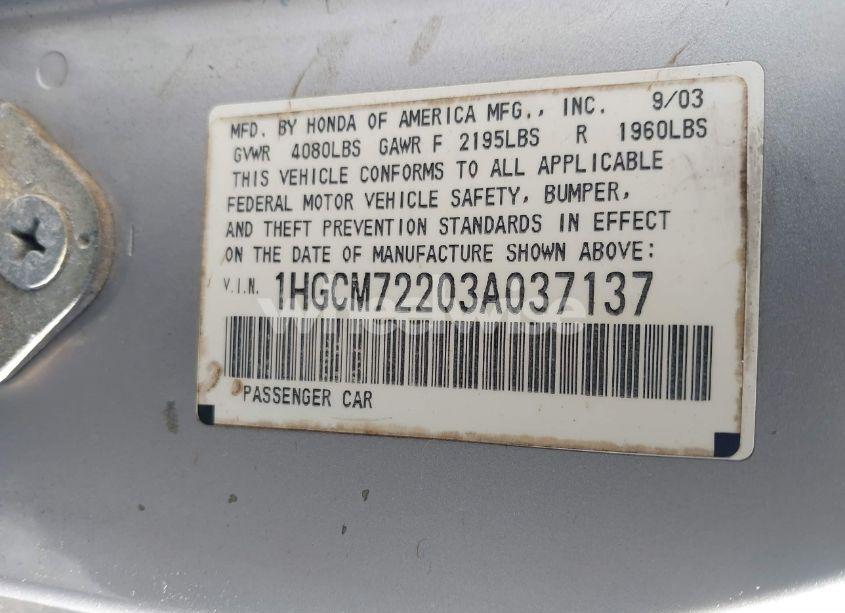 MFD. BY HONDA OF AMERICA MFG., INC. 9/03
GVWR 4080LBS GAWR F 2195LBS R 1960LBS
THIS VEHICLE CONFORMS TO ALL APPLICABLE
FEDERAL MOTOR VEHICLE SAFETY, BUMPER,
AND THEFT PREVENTION STANDARDS IN EFFECT
ON THE DATE OF MANUFACTURE SHOWN ABOVE:
V.I.N. 1HGCM72203A037137
PASSENGER CAR